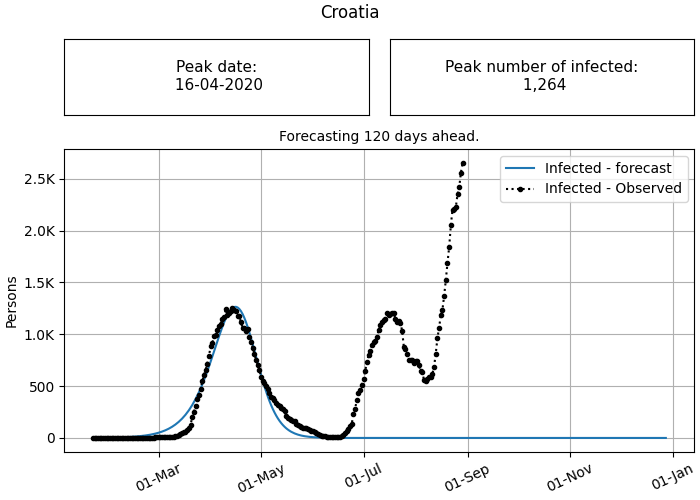 Croatia
Peak date:
16-04-2020
Peak number of infected:
1,264
Forecasting 120 days ahead.
Infected - forecast
Infected - Observed
Persons
2.5K
2.0K
1.5K
1.0K
500
0
01-Mar
01-May
01-Jul
01-Sep
01-Nov
01-Jan